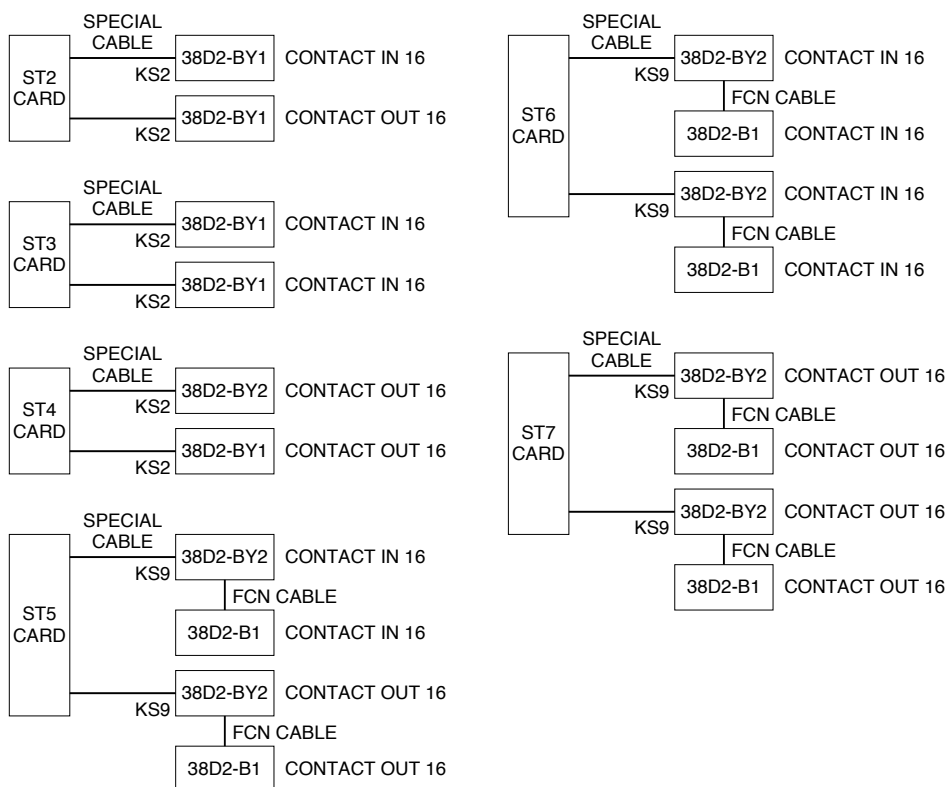 SPECIAL
CABLE
ST2
CARD
38D2-BY1 CONTACT IN 16
KS2
38D2-BY1 CONTACT OUT 16
KS2
SPECIAL
CABLE
ST3
CARD
38D2-BY1 CONTACT IN 16
KS2
38D2-BY1 CONTACT IN 16
KS2
SPECIAL
CABLE
ST4
CARD
38D2-BY2 CONTACT OUT 16
KS2
38D2-BY1 CONTACT OUT 16
KS2
SPECIAL
CABLE
ST5
CARD
38D2-BY2 CONTACT IN 16
KS9
FCN CABLE
38D2-B1 CONTACT IN 16
38D2-BY2 CONTACT OUT 16
KS9
FCN CABLE
38D2-B1 CONTACT OUT 16
SPECIAL
CABLE
ST6
CARD
38D2-BY2 CONTACT IN 16
KS9
FCN CABLE
38D2-B1 CONTACT IN 16
38D2-BY2 CONTACT IN 16
KS9
FCN CABLE
38D2-B1 CONTACT IN 16
SPECIAL
CABLE
ST7
CARD
38D2-BY2 CONTACT OUT 16
KS9
FCN CABLE
38D2-B1 CONTACT OUT 16
38D2-BY2 CONTACT OUT 16
KS9
FCN CABLE
38D2-B1 CONTACT OUT 16